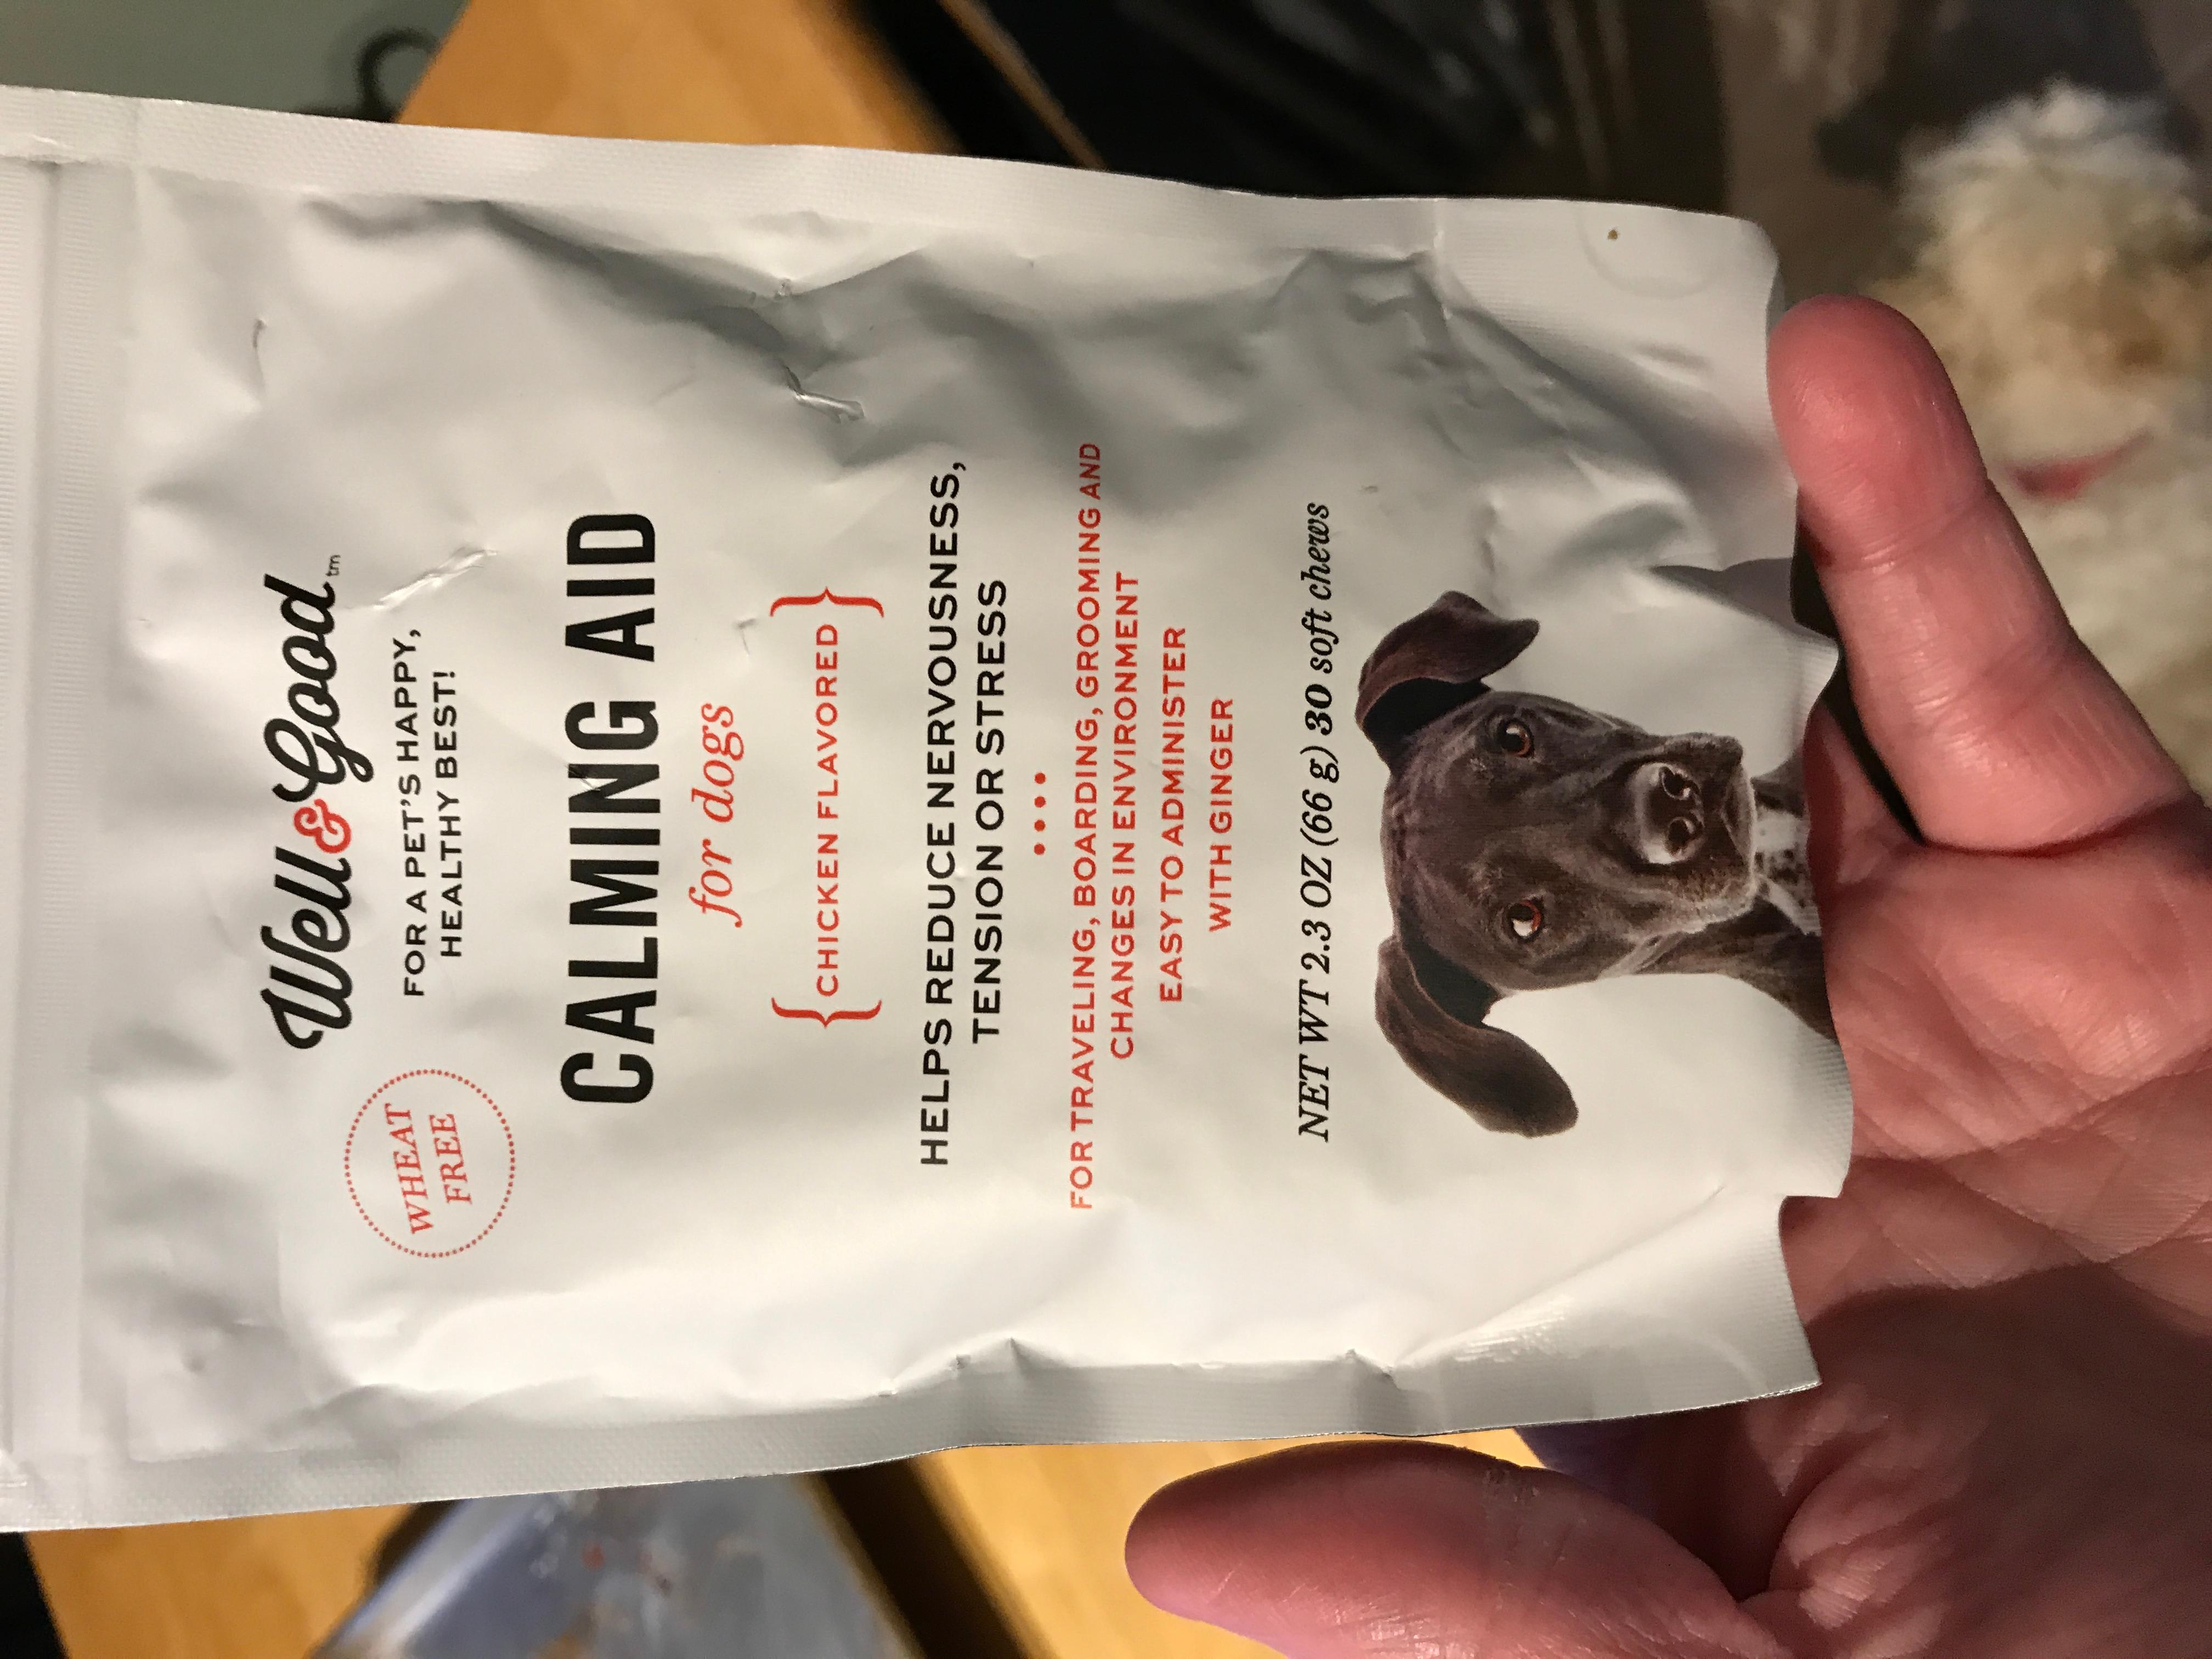 Well & Good™
FOR A PET'S HAPPY,
HEALTHY BEST!
WHEAT
FREE
CALMING AID
for dogs
{CHICKEN FLAVORED}
HELPS REDUCE NERVOUSNESS,
TENSION OR STRESS
••••
FOR TRAVELING, BOARDING, GROOMING AND
CHANGES IN ENVIRONMENT
EASY TO ADMINISTER
WITH GINGER
NET WT 2.3 OZ (66 g) 30 soft chews